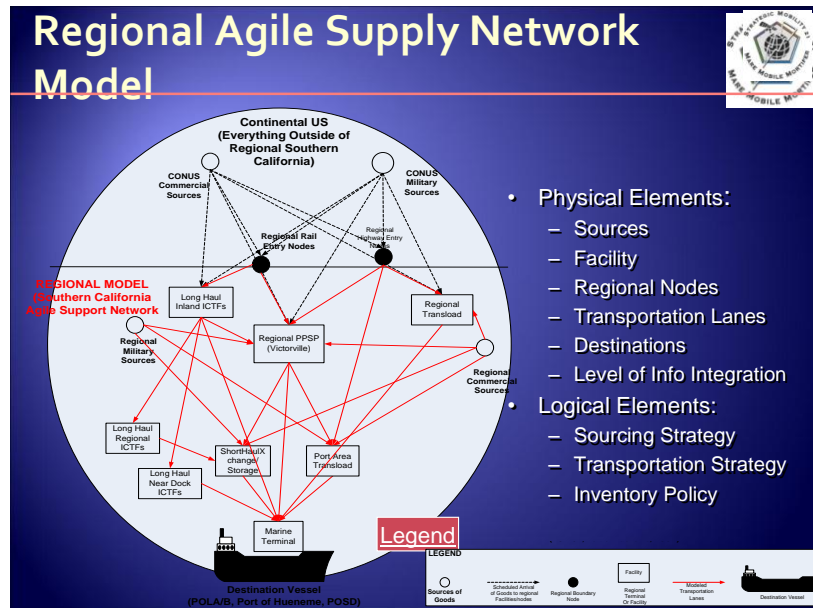 Regional Agile Supply Network
Model
Continental US
(Everything Outside of
Regional Southern
California)
CONUS
Commercial
Sources
CONUS
Military
Sources
Regional Rail
Entry Nodes
Regional
Highway Entry
Nodes
REGIONAL MODEL
(Southern California
Agile Support Network)
Long Haul
Inland ICTFs
Regional
Transload
Regional
Military
Sources
Regional PPSP
(Victorville)
Regional
Commercial
Sources
Long Haul
Regional
ICTFs
ShortHaulX
change/
Storage
Port Area
Transload
Long Haul
Near Dock
ICTFs
Marine
Terminal
Destination Vessel
(POLA/B, Port of Hueneme, POSD)
• Physical Elements:
– Sources
– Facility
– Regional Nodes
– Transportation Lanes
– Destinations
– Level of Info Integration
• Logical Elements:
– Sourcing Strategy
– Transportation Strategy
– Inventory Policy
Legend
LEGEND
Sources of
Goods
Scheduled Arrival
of Goods to regional
Facilities/nodes
Regional Boundary
Node
Facility
Regional
Terminal
Or Facility
Modeled
Transportation
Lanes
Destination Vessel
STRATEGIC MOBILITY 21
MARE MOBILE